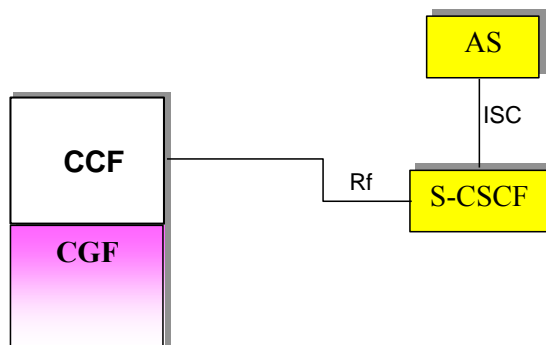 AS
ISC
CCF
Rf
S-CSCF
CGF